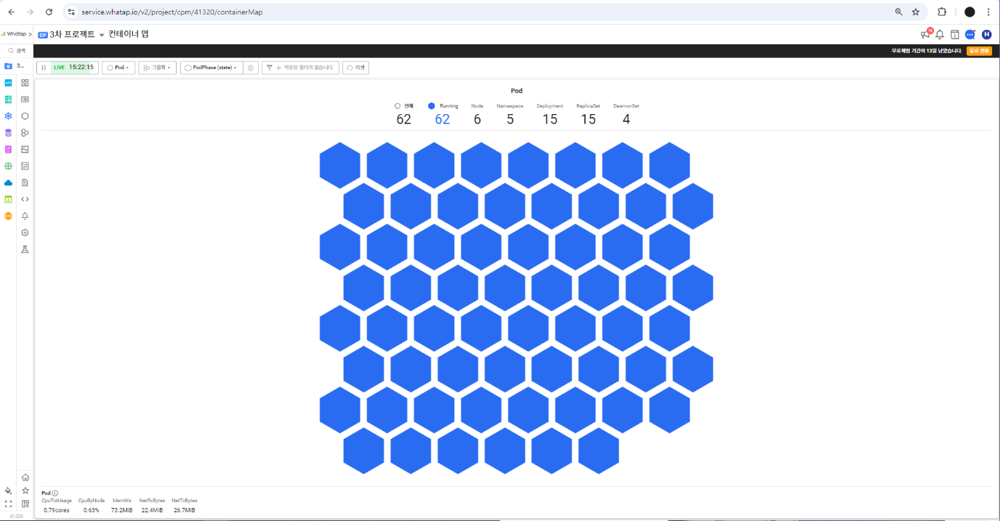 service.whatap.io/v2/project/cpm/41320/containerMap
WhaTap
CP 3차 프로젝트 컨테이너 맵
N
H
검색
무료체험 기간이 13일 남았습니다. 유료 전환
3...
LIVE 15:22:15 Pod 그룹화 PodPhase (state) 적용된 필터가 없습니다. 리셋
Pod
전체 Running Node Namespace Deployment ReplicaSet DaemonSet
62 62 6 5 15 15 4
Pod
CpuTotUsage CpuByNode MemWs NetRxBytes NetTxBytes
0.79cores 0.63% 73.2MiB 22.4MiB 26.7MiB
41320